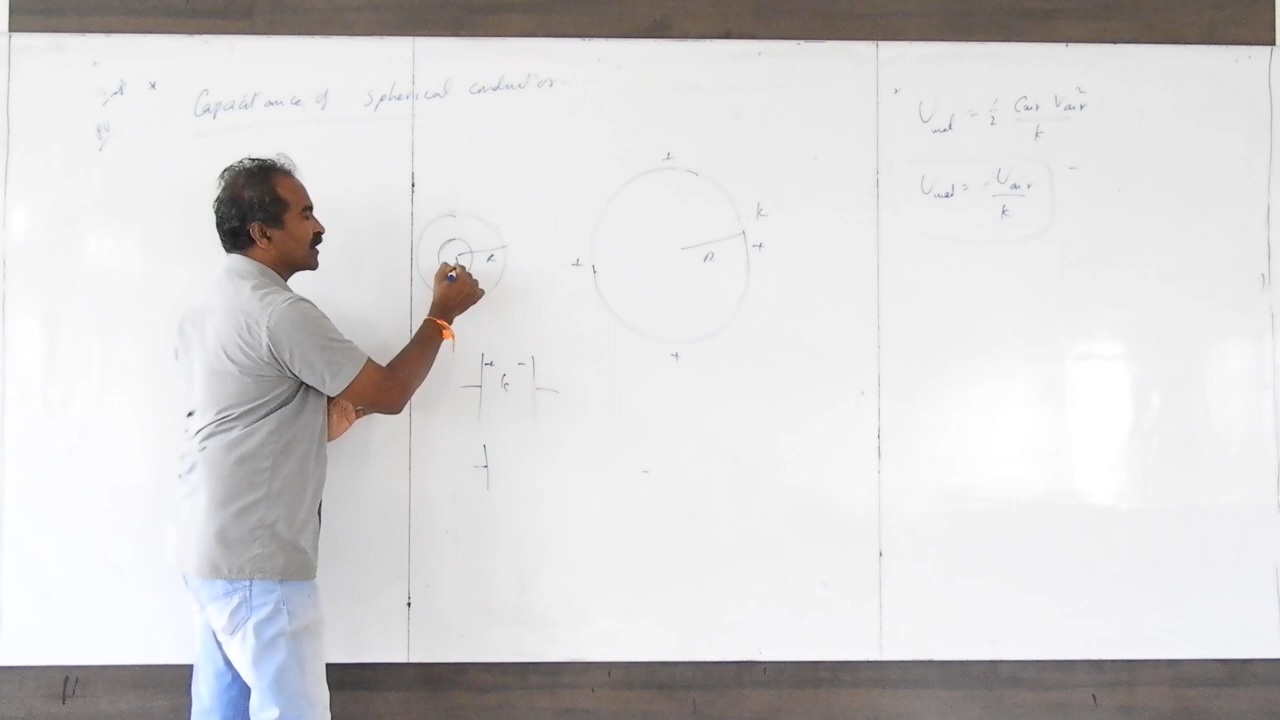 * Capacitance of spherical conductor
U_med = 1/2 C_air V_air^2 / k
U_med = U_air / k
+
k
+
R
+
+
R
+ -
k